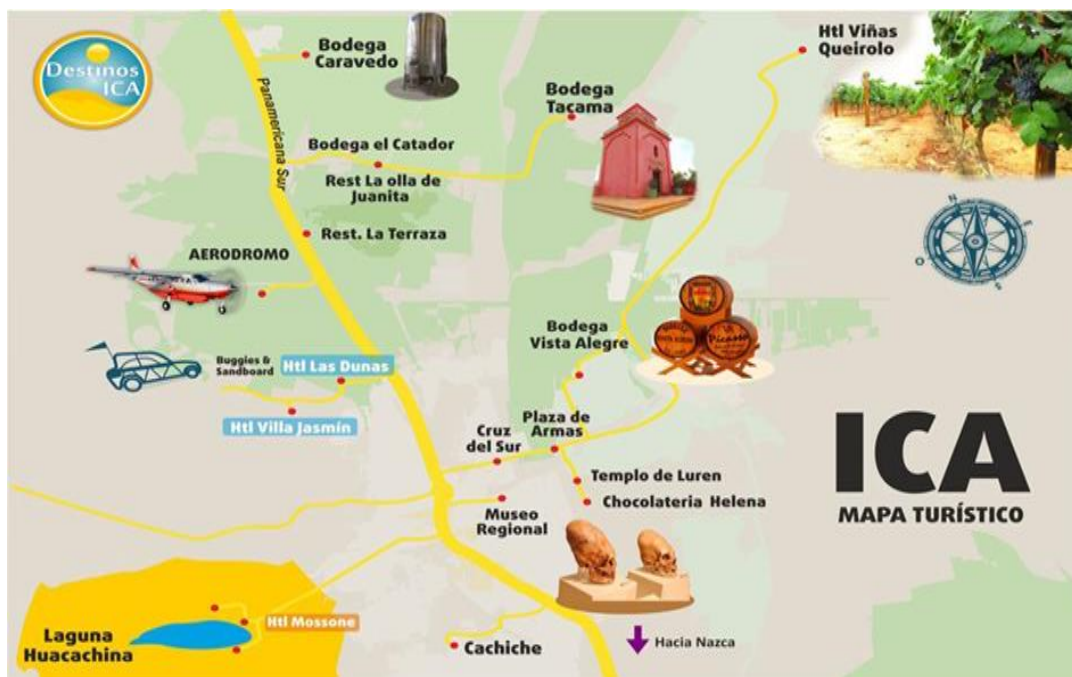 Destinos
ICA
Bodega
Caravedo
Panamericana Sur
Htl Viñas
Queirolo
Bodega
Tacama
Bodega el Catador
Rest La olla de
Juanita
Rest. La Terraza
AERODROMO
N
E
S
O
Buggies &
Sandboard
Htl Las Dunas
Htl Villa Jasmín
Bodega
Vista Alegre
Picasso
Plaza de
Armas
Cruz
del Sur
ICA
MAPA TURÍSTICO
Templo de Luren
Chocolateria Helena
Museo
Regional
Htl Mossone
Laguna
Huacachina
Cachiche
Hacia Nazca